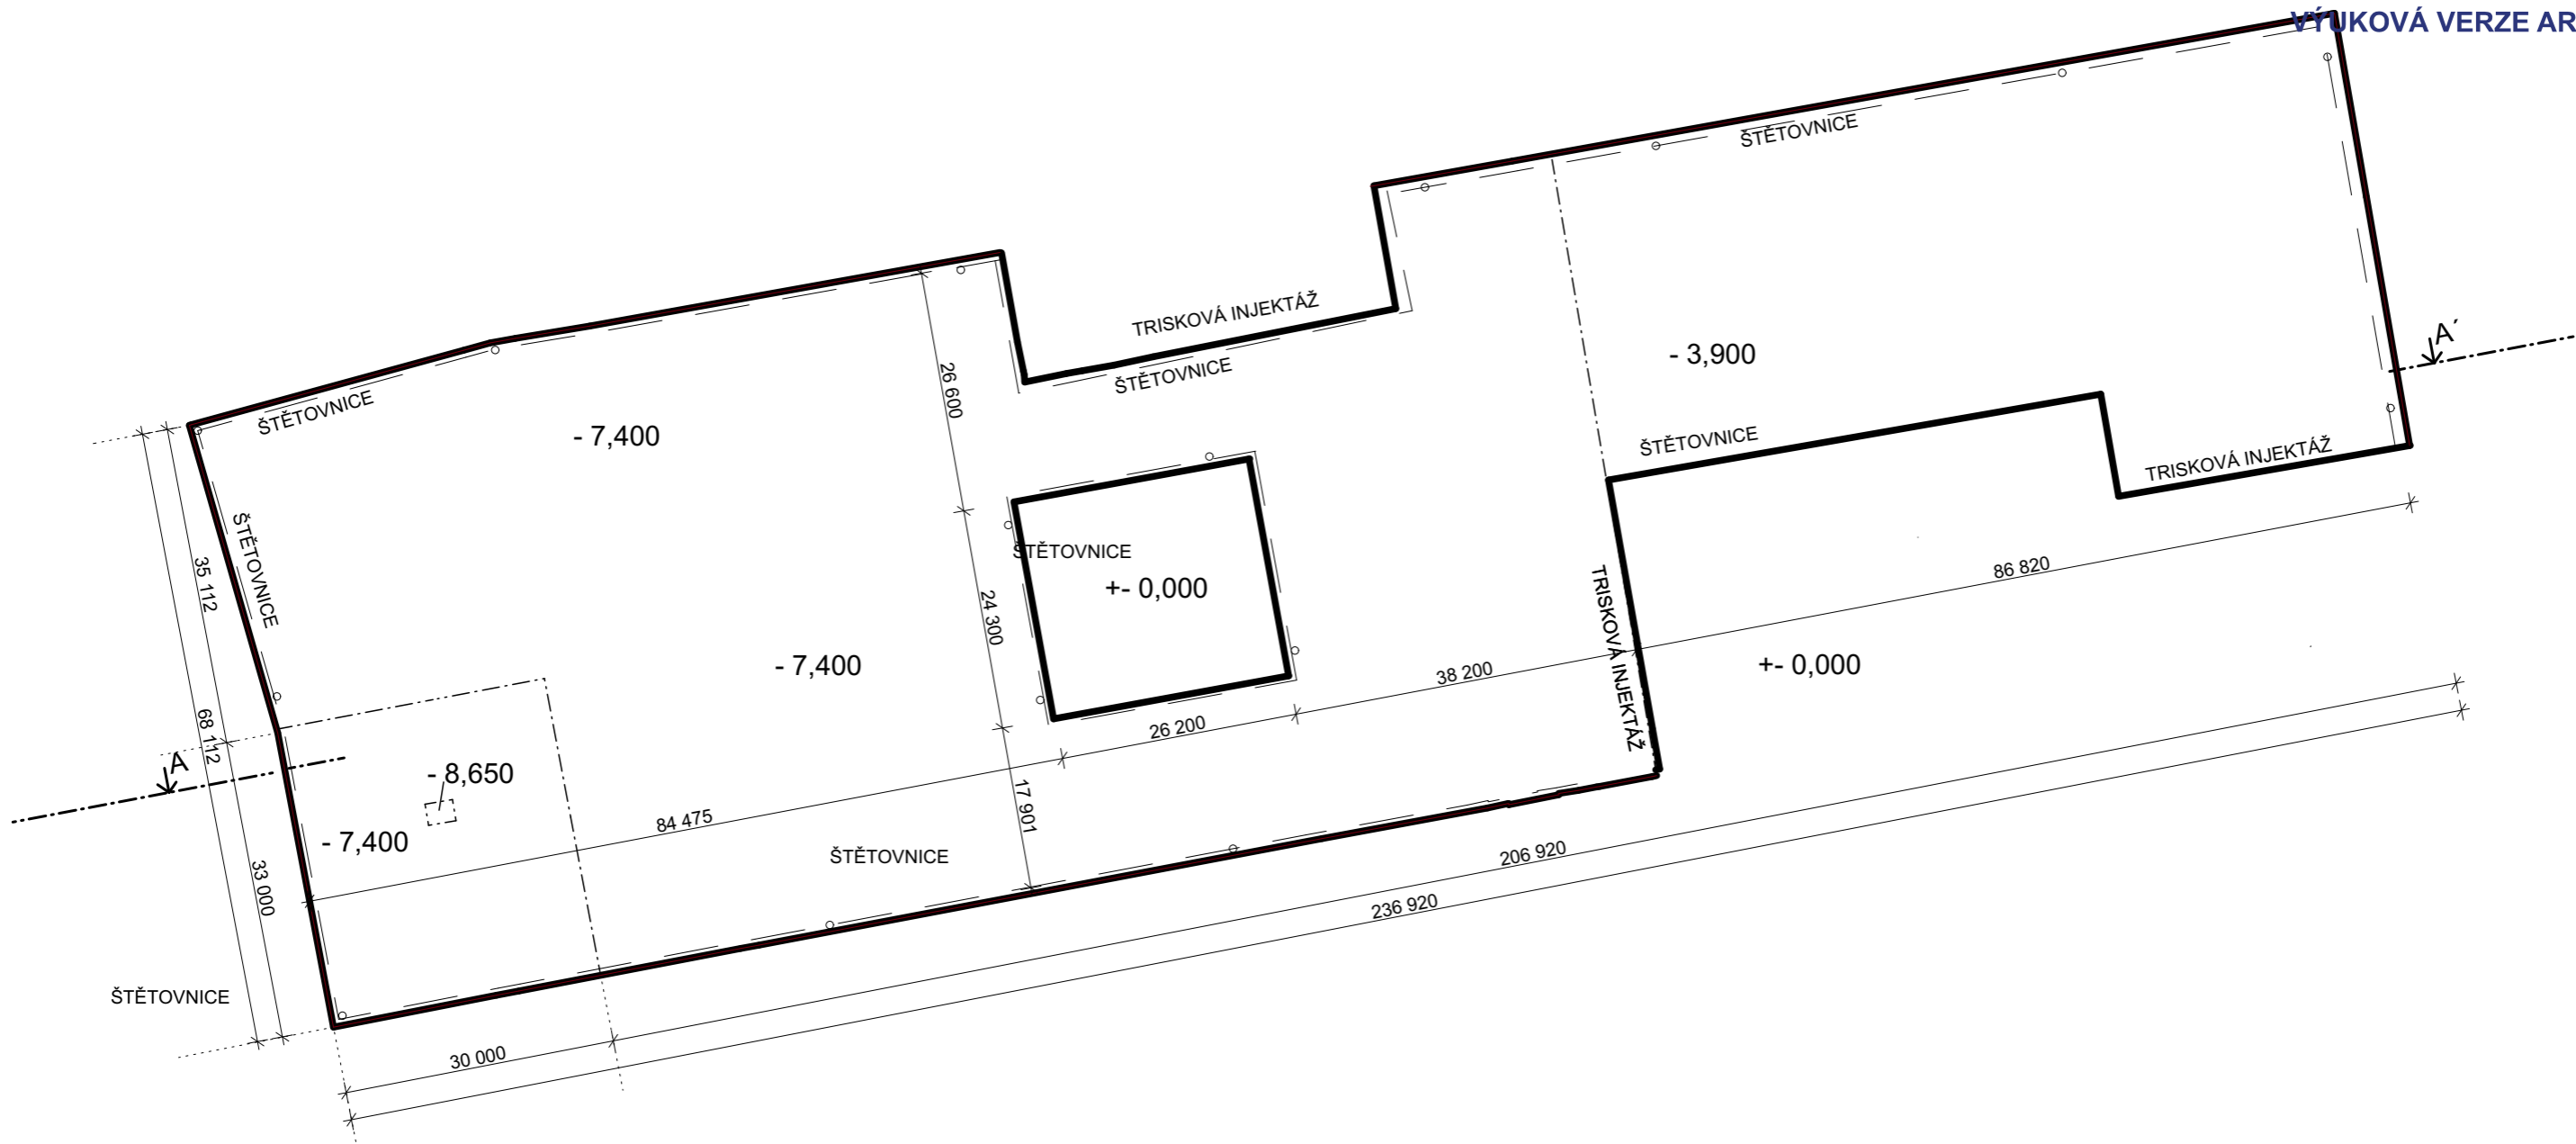 VÝUKOVÁ VERZE AR
ŠTĚTOVNICE
A´
TRISKOVÁ INJEKTÁŽ
ŠTĚTOVNICE
- 3,900
26 600
ŠTĚTOVNICE
- 7,400
ŠTĚTOVNICE
TRISKOVÁ INJEKTÁŽ
ŠTĚTOVNICE
35 112
ŠTĚTOVNICE
+- 0,000
24 300
86 820
TRISKOVÁ INJEKTÁŽ
- 7,400
+- 0,000
38 200
68 112
26 200
A
- 8,650
17 901
84 475
- 7,400
ŠTĚTOVNICE
206 920
33 000
236 920
ŠTĚTOVNICE
30 000